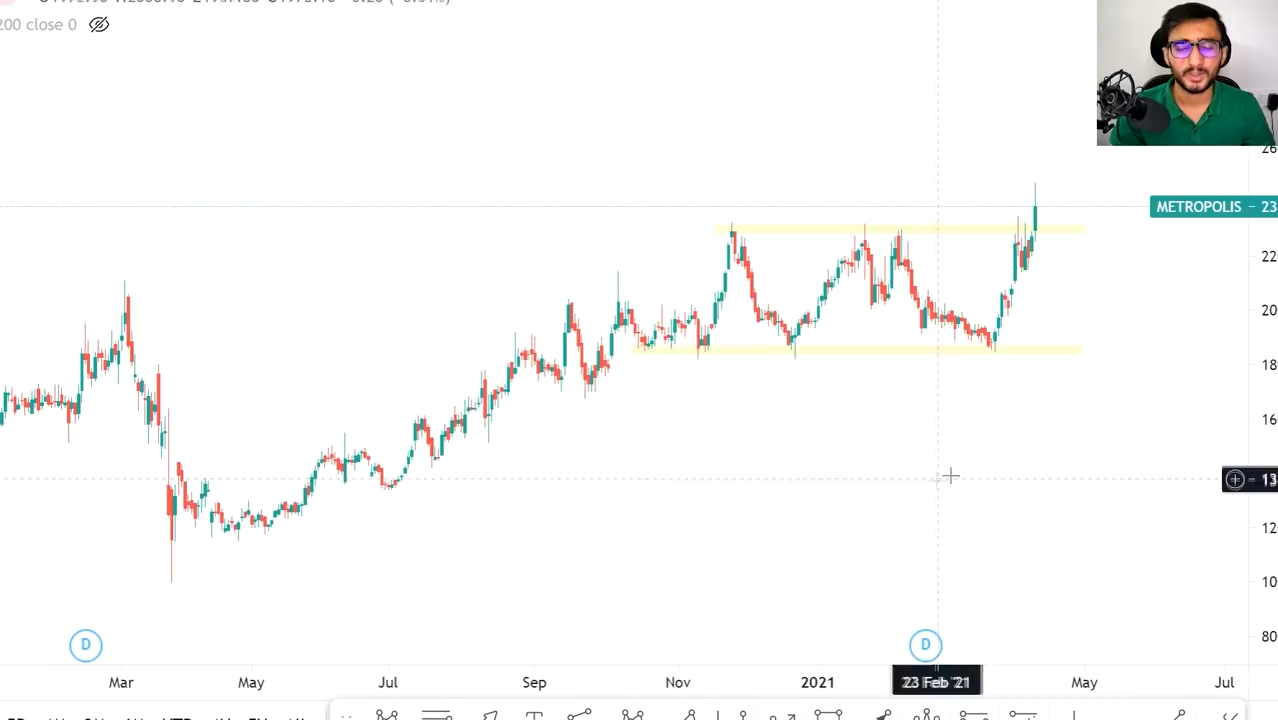 200 close 0
26
METROPOLIS − 23
22
20
18
16
13
12
10
80
D
D
Mar
May
Jul
Sep
Nov
2021
23 Feb '21
May
Jul